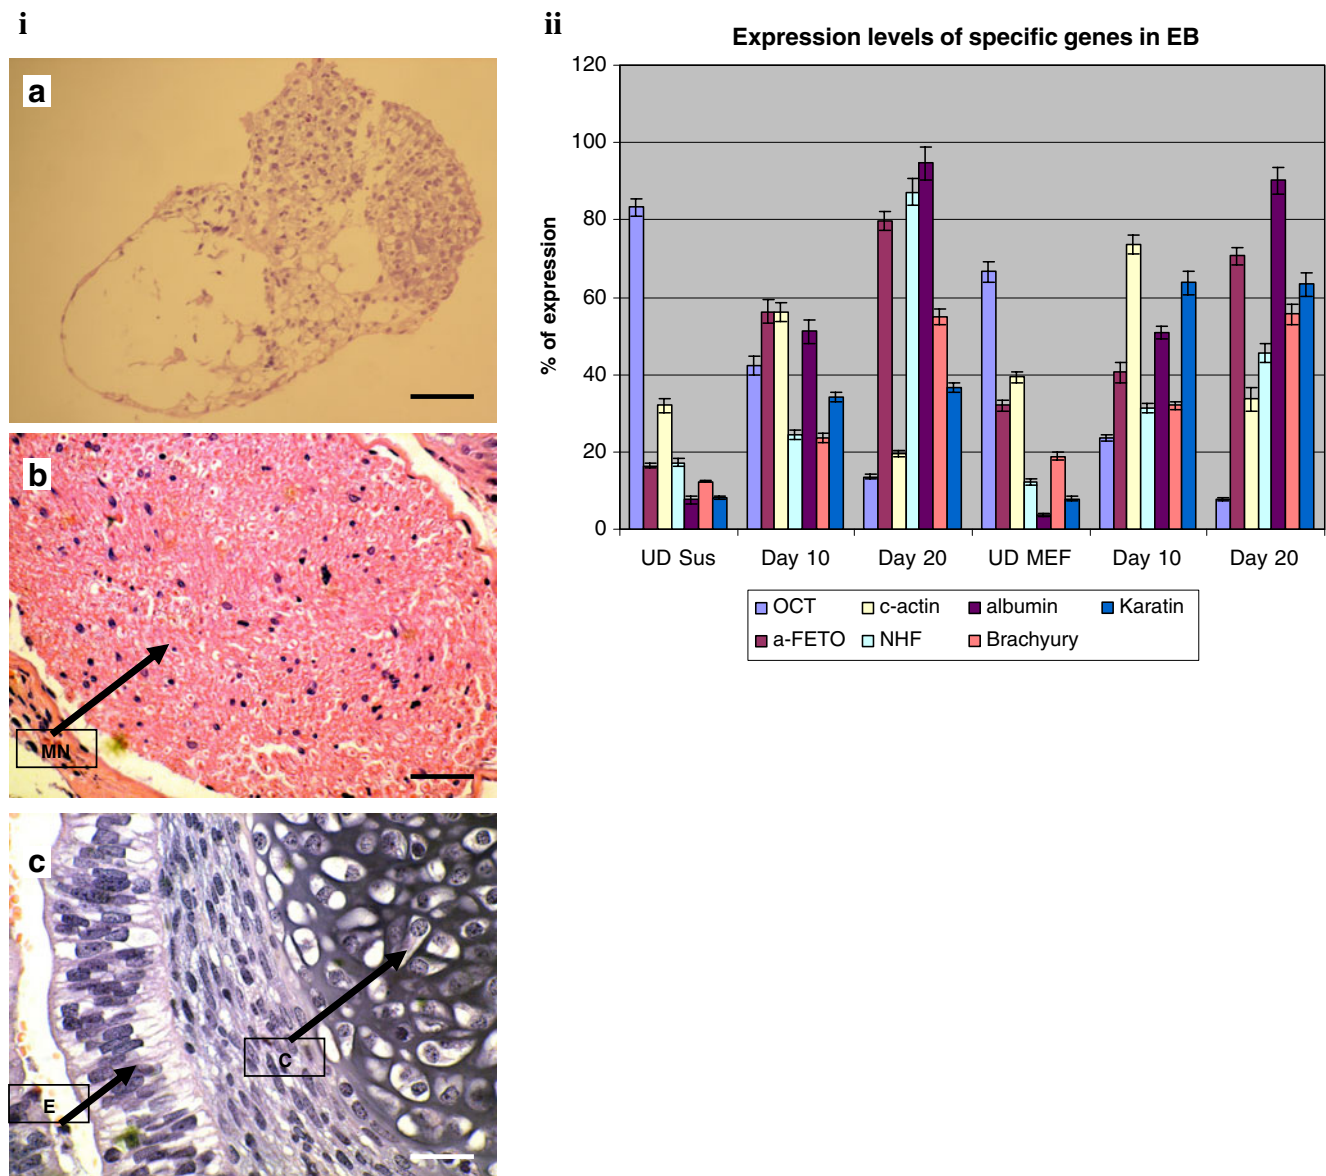 i
a
b
MN
c
C
E
ii
Expression levels of specific genes in EB
120
100
80
60
40
20
0
% of expression
UD Sus Day 10 Day 20 UD MEF Day 10 Day 20
OCT c-actin albumin Karatin
a-FETO NHF Brachyury